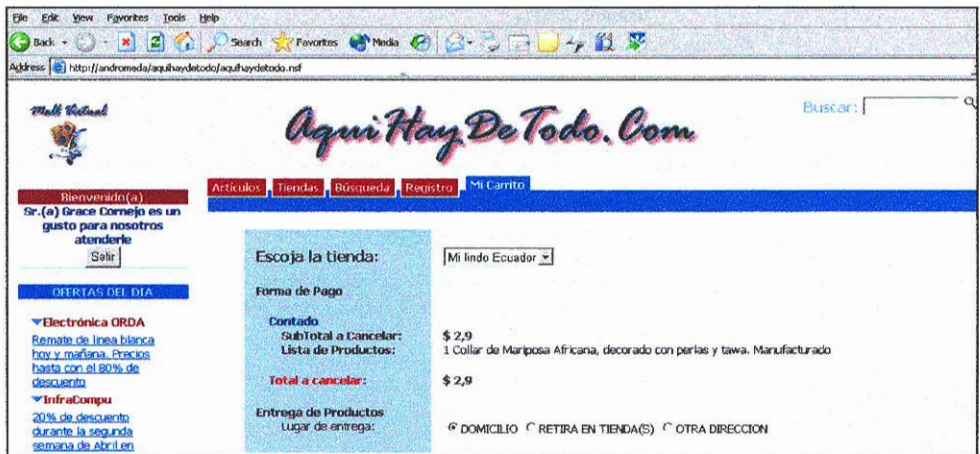 File Edit View Favorites Tools Help
Back Search Favorites Media
Address http://andromeda/aquihaydetodo/aquihaydetodo.nsf
Mall Virtual
AquiHayDeTodo.Com
Buscar:
Artículos Tiendas Búsqueda Registro Mi Carrito
Bienvenido(a)
Sr.(a) Grace Cornejo es un
gusto para nosotros
atenderle
Salir
OFERTAS DEL DIA
Electrónica ORDA
Remate de linea blanca
hoy y mañana. Precios
hasta con el 80% de
descuento
InfraCompu
20% de descuento
durante la segunda
semana de Abril en
Escoja la tienda: Mi lindo Ecuador
Forma de Pago
Contado
SubTotal a Cancelar: $ 2,9
Lista de Productos: 1 Collar de Mariposa Africana, decorado con perlas y tawa. Manufacturado
Total a cancelar: $ 2,9
Entrega de Productos
Lugar de entrega: DOMICILIO RETIRA EN TIENDA(S) OTRA DIRECCION